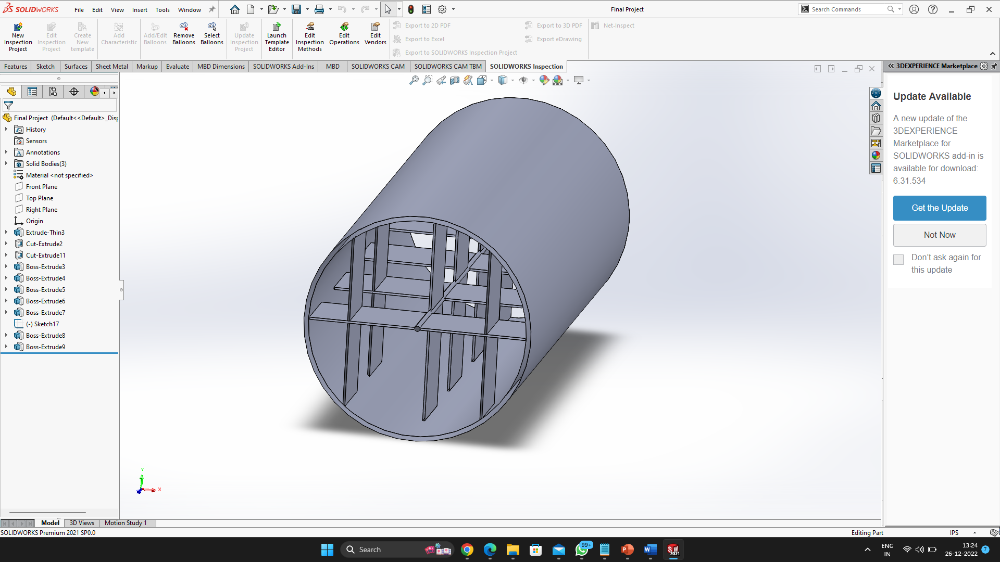 SOLIDWORKS
File Edit View Insert Tools Window
Final Project
Search Commands
New Inspection Project
Edit Inspection Project
Create New template
Add Characteristic
Add/Edit Balloons
Remove Balloons
Select Balloons
Update Inspection Project
Launch Template Editor
Edit Inspection Methods
Edit Operations
Edit Vendors
Export to 2D PDF
Export to Excel
Export to SOLIDWORKS Inspection Project
Export to 3D PDF
Export eDrawing
Net-Inspect
Features Sketch Surfaces Sheet Metal Markup Evaluate MBD Dimensions SOLIDWORKS Add-Ins MBD SOLIDWORKS CAM SOLIDWORKS CAM TBM SOLIDWORKS Inspection
3DEXPERIENCE Marketplace
Final Project (Default<<Default>_Disp
History
Sensors
Annotations
Solid Bodies(3)
Material <not specified>
Front Plane
Top Plane
Right Plane
Origin
Extrude-Thin3
Cut-Extrude2
Cut-Extrude11
Boss-Extrude3
Boss-Extrude4
Boss-Extrude5
Boss-Extrude6
Boss-Extrude7
(-) Sketch17
Boss-Extrude8
Boss-Extrude9
Y
X
Update Available
A new update of the
3DEXPERIENCE
Marketplace for
SOLIDWORKS add-in is
available for download:
6.31.534
Get the Update
Not Now
Don't ask again for
this update
Model 3D Views Motion Study 1
SOLIDWORKS Premium 2021 SP0.0
Editing Part
IPS
Search
99+
SW 2021
ENG
IN
13:24
26-12-2022
7